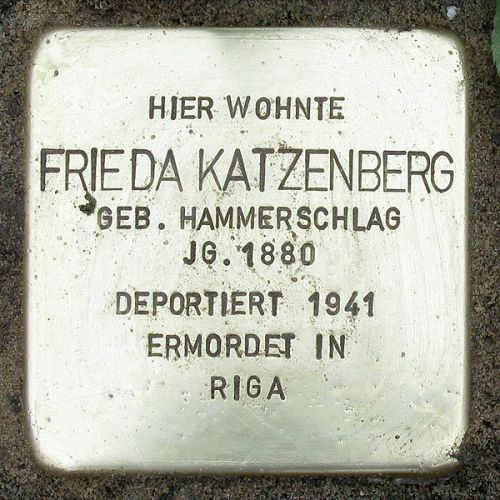 HIER WOHNTE
FRIEDA KATZENBERG
GEB. HAMMERSCHLAG
JG. 1880
DEPORTIERT 1941
ERMORDET IN
RIGA